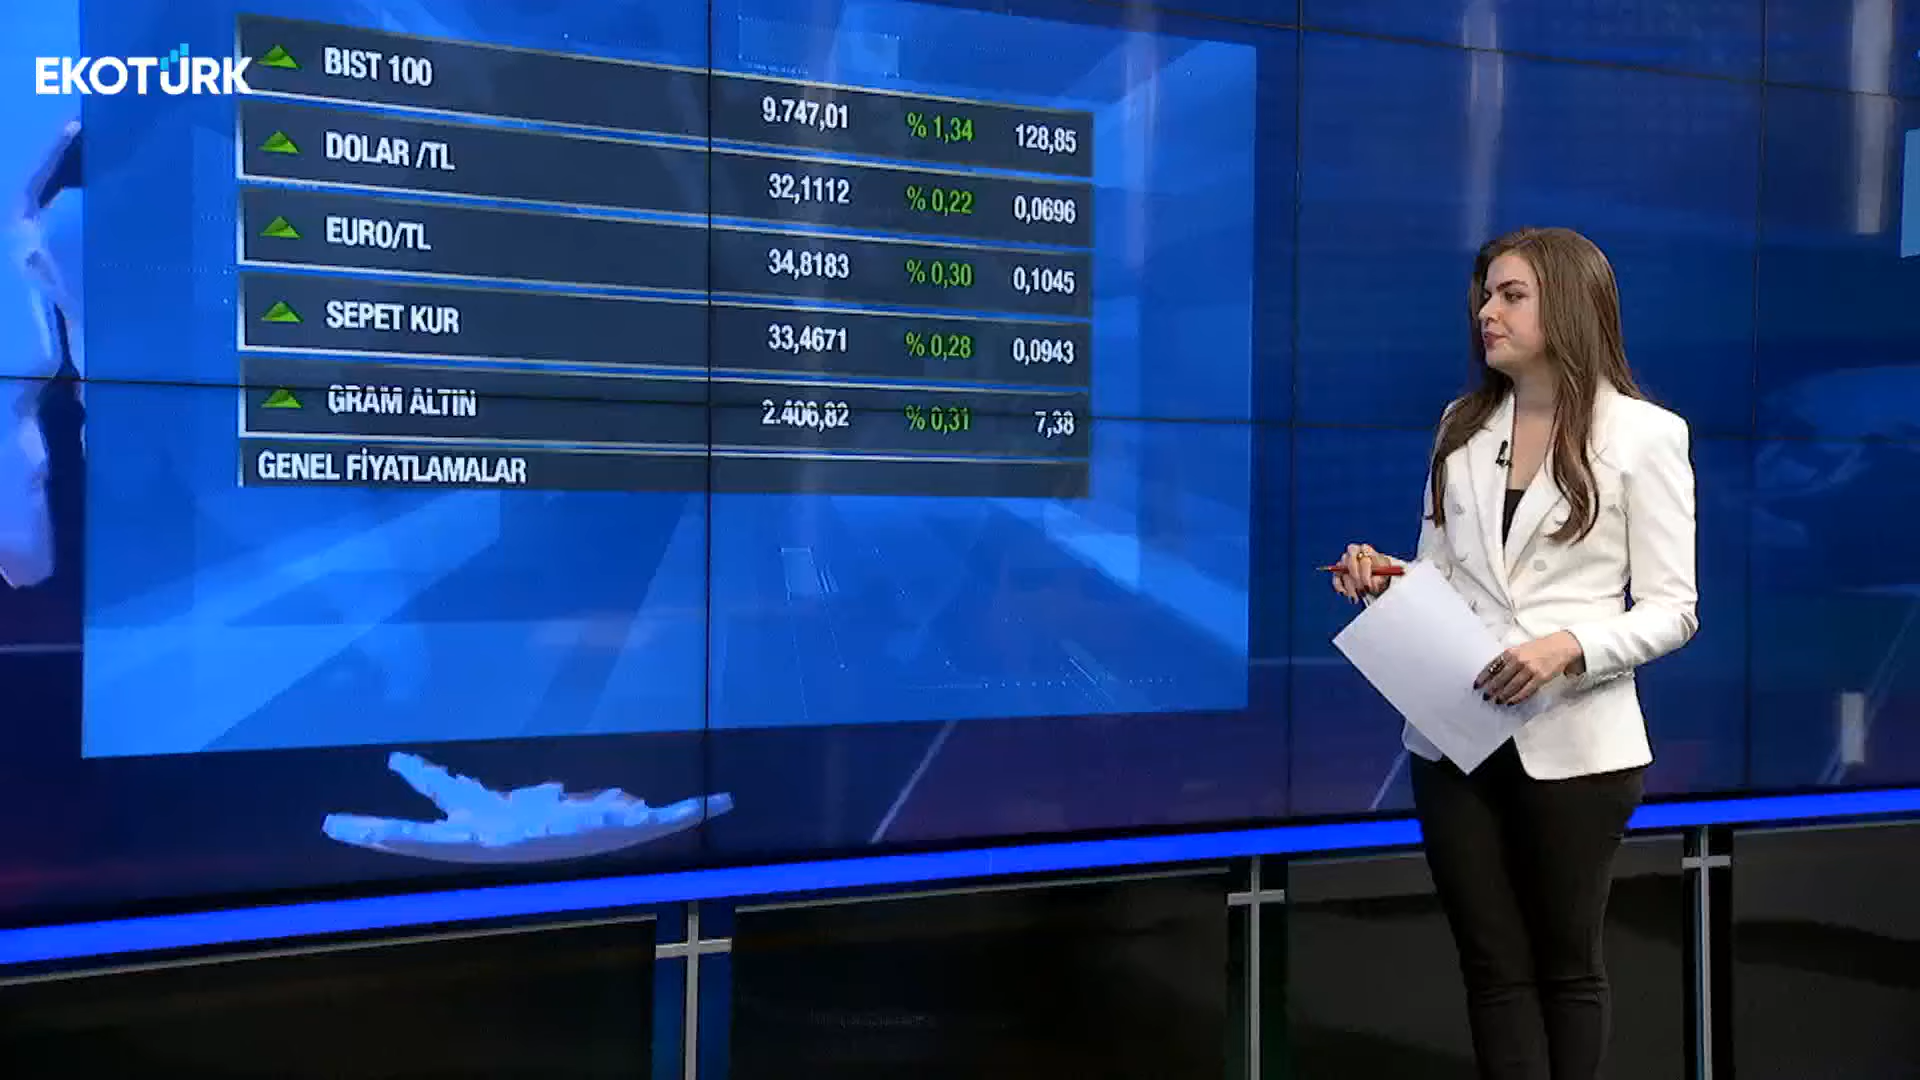 EKOTÜRK
BIST 100 9.747,01 % 1,34 128,85
DOLAR /TL 32,1112 % 0,22 0,0696
EURO/TL 34,8183 % 0,30 0,1045
SEPET KUR 33,4671 % 0,28 0,0943
GRAM ALTIN 2.406,82 % 0,31 7,38
GENEL FİYATLAMALAR